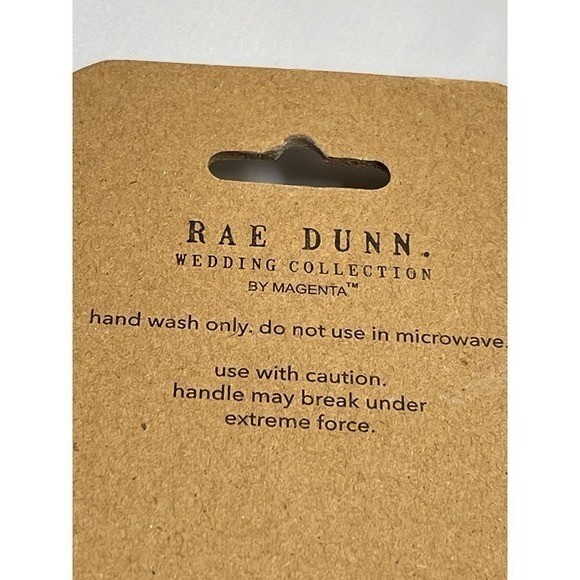 RAE DUNN.
WEDDING COLLECTION
BY MAGENTA™
hand wash only. do not use in microwave.
use with caution.
handle may break under
extreme force.